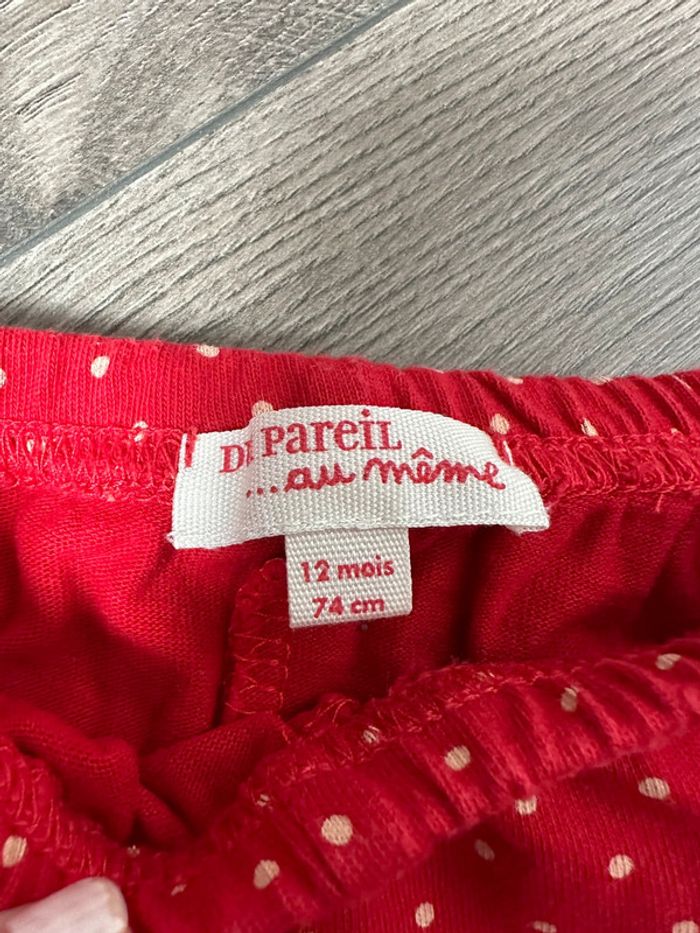 DU PareiL
...au même
12 mois
74 cm